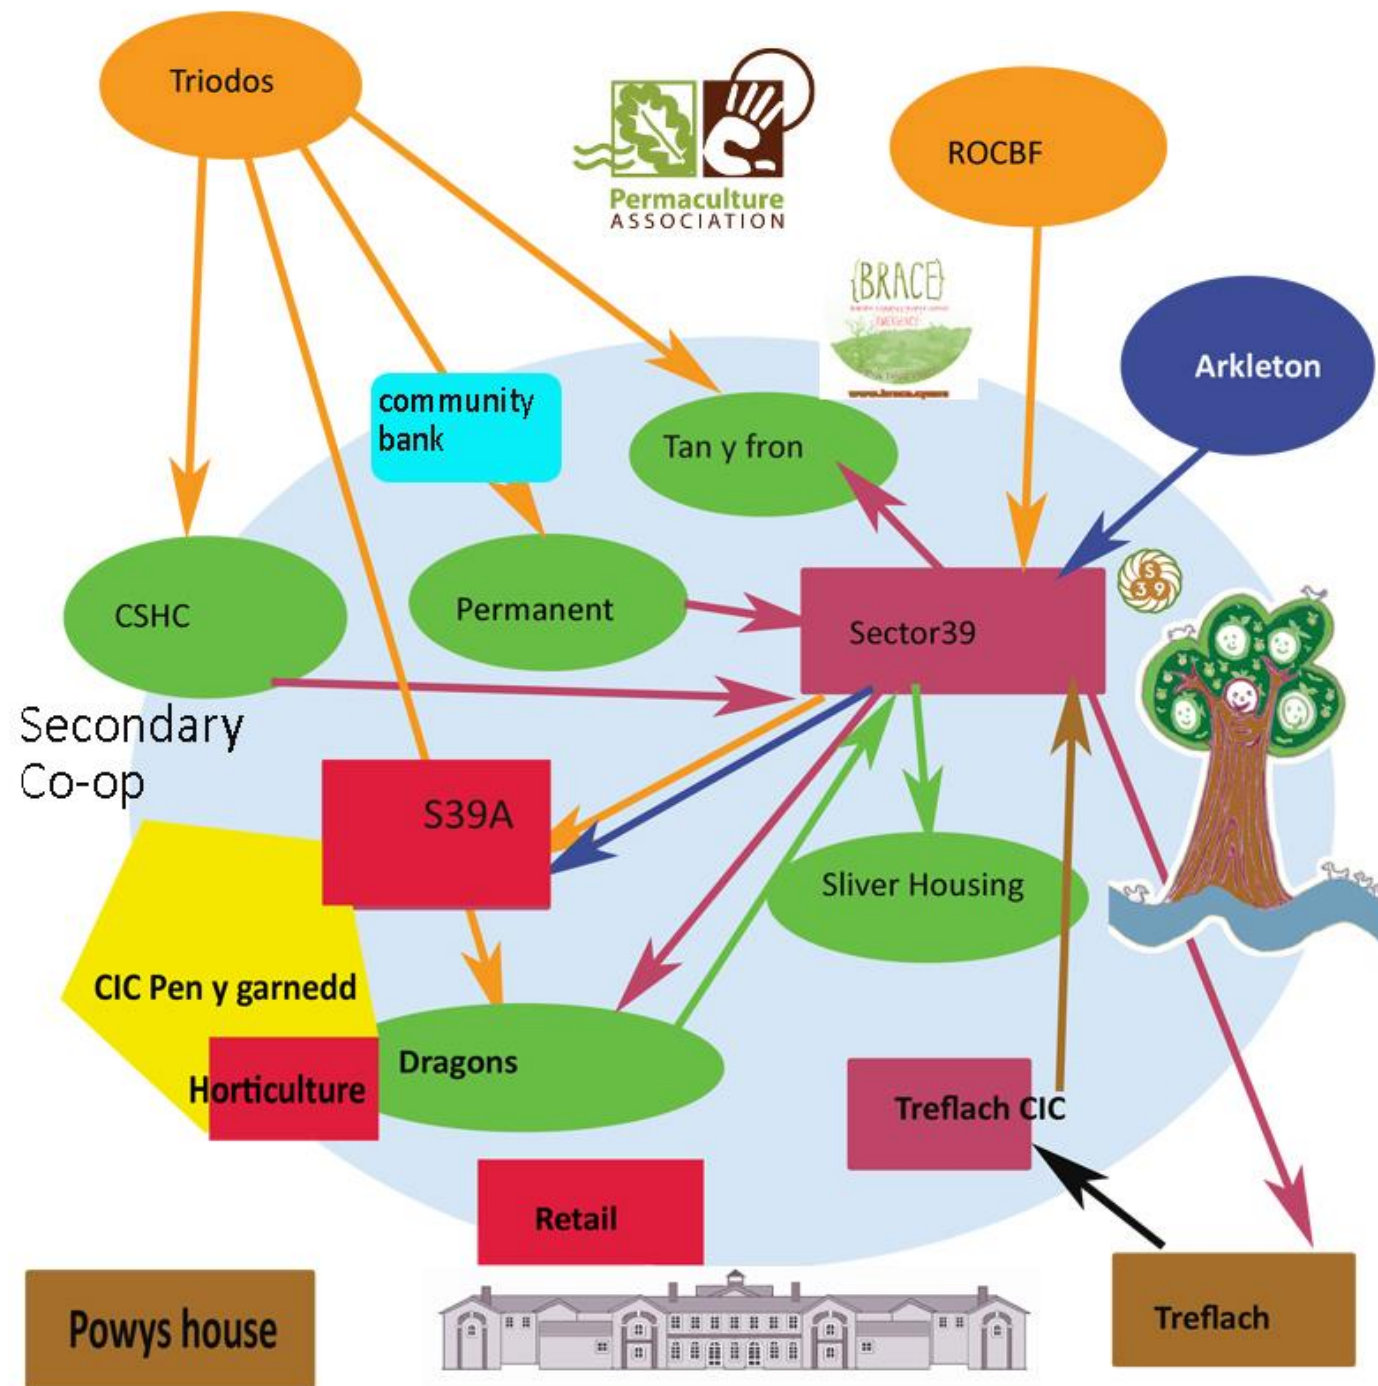 Triodos
Permaculture
ASSOCIATION
ROCBF
{BRACE}
Arkleton
community
bank
Tan y fron
CSHC
Permanent
S
39
Sector39
Secondary
Co-op
S39A
Sliver Housing
CIC Pen y garnedd
Dragons
Horticulture
Treflach CIC
Retail
Powys house
Treflach